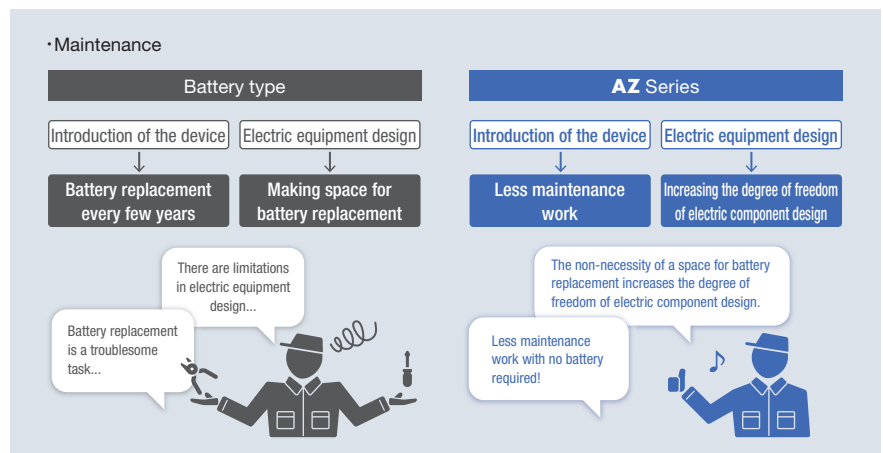 ・Maintenance
Battery type
Introduction of the device
Electric equipment design
Battery replacement
every few years
Making space for
battery replacement
There are limitations
in electric equipment
design...
Battery replacement
is a troublesome
task...
AZ Series
Introduction of the device
Electric equipment design
Less maintenance
work
Increasing the degree of freedom
of electric component design
The non-necessity of a space for battery
replacement increases the degree of
freedom of electric component design.
Less maintenance
work with no battery
required!